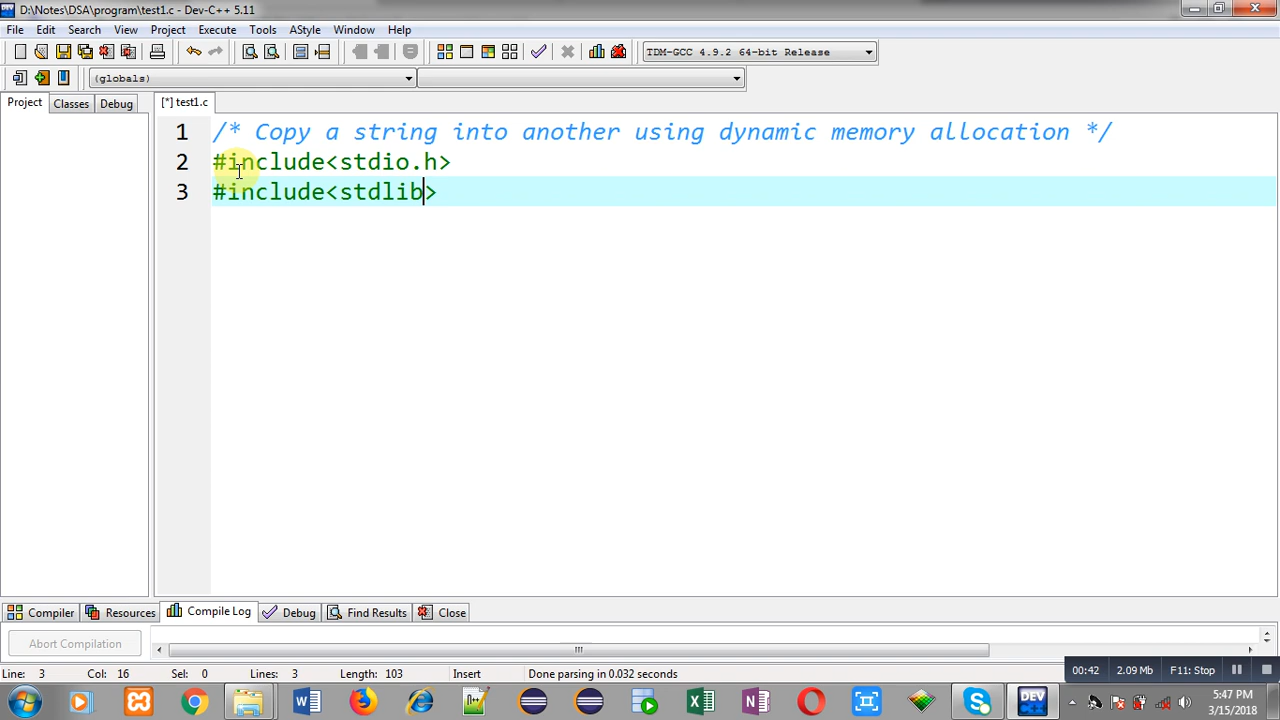 D:\Notes\DSA\program\test1.c - Dev-C++ 5.11
File Edit Search View Project Execute Tools AStyle Window Help
TDM-GCC 4.9.2 64-bit Release
(globals)
Project Classes Debug [*] test1.c
1 /* Copy a string into another using dynamic memory allocation */
2 #include<stdio.h>
3 #include<stdlib>
Compiler Resources Compile Log Debug Find Results Close
Abort Compilation
Line: 3 Col: 16 Sel: 0 Lines: 3 Length: 103 Insert Done parsing in 0.032 seconds
00:42 2.09 Mb F11: Stop
DEV
5:47 PM
3/15/2018